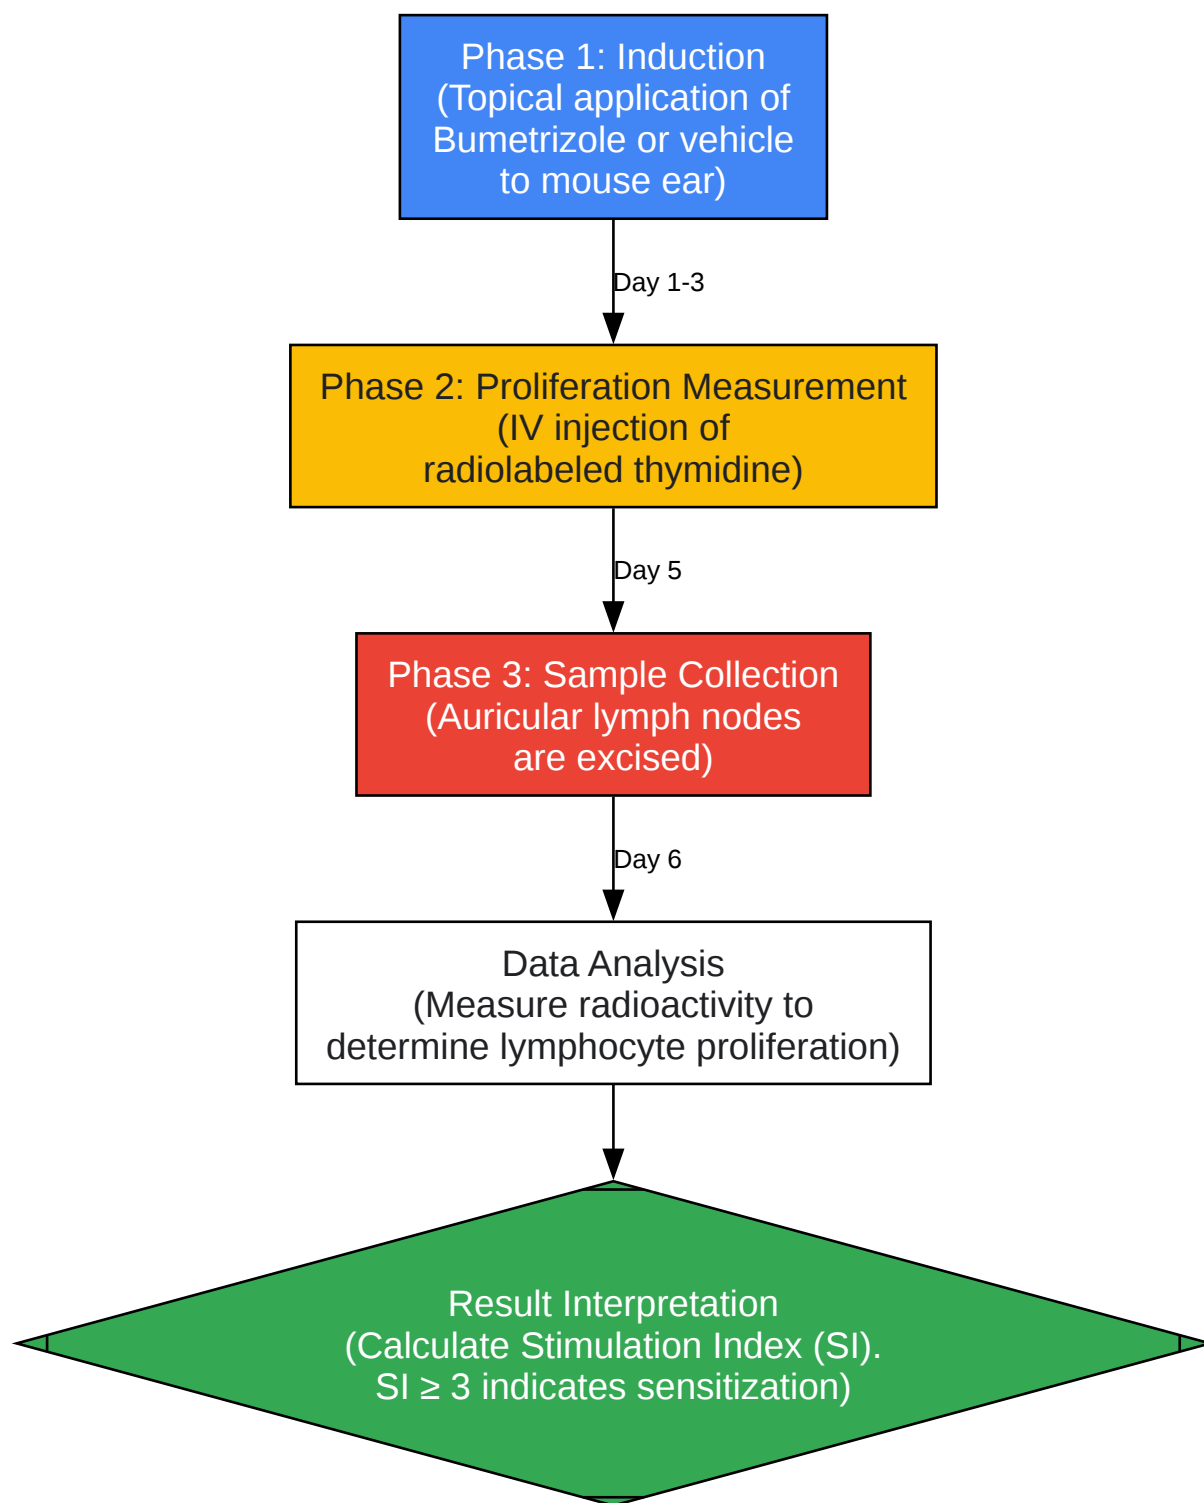 Phase 1: Induction
(Topical application of
Bumetrizole or vehicle
to mouse ear)
Day 1-3
Phase 2: Proliferation Measurement
(IV injection of
radiolabeled thymidine)
Day 5
Phase 3: Sample Collection
(Auricular lymph nodes
are excised)
Day 6
Data Analysis
(Measure radioactivity to
determine lymphocyte proliferation)
Result Interpretation
(Calculate Stimulation Index (SI).
SI ≥ 3 indicates sensitization)